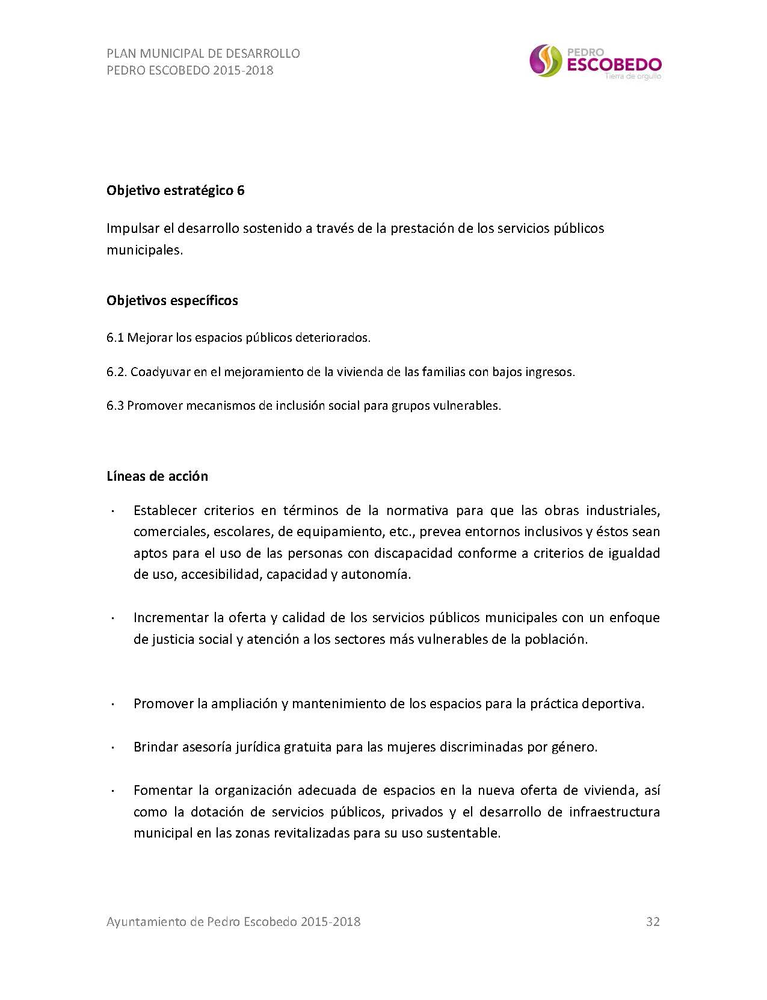 PLAN MUNICIPAL DE DESARROLLO
PEDRO ESCOBEDO 2015-2018
PEDRO
ESCOBEDO
Tierra de orgullo
Objetivo estratégico 6
Impulsar el desarrollo sostenido a través de la prestación de los servicios públicos
municipales.
Objetivos específicos
6.1 Mejorar los espacios públicos deteriorados.
6.2. Coadyuvar en el mejoramiento de la vivienda de las familias con bajos ingresos.
6.3 Promover mecanismos de inclusión social para grupos vulnerables.
Líneas de acción
· Establecer criterios en términos de la normativa para que las obras industriales,
comerciales, escolares, de equipamiento, etc., prevea entornos inclusivos y éstos sean
aptos para el uso de las personas con discapacidad conforme a criterios de igualdad
de uso, accesibilidad, capacidad y autonomía.
· Incrementar la oferta y calidad de los servicios públicos municipales con un enfoque
de justicia social y atención a los sectores más vulnerables de la población.
· Promover la ampliación y mantenimiento de los espacios para la práctica deportiva.
· Brindar asesoría jurídica gratuita para las mujeres discriminadas por género.
· Fomentar la organización adecuada de espacios en la nueva oferta de vivienda, así
como la dotación de servicios públicos, privados y el desarrollo de infraestructura
municipal en las zonas revitalizadas para su uso sustentable.
Ayuntamiento de Pedro Escobedo 2015-2018 32